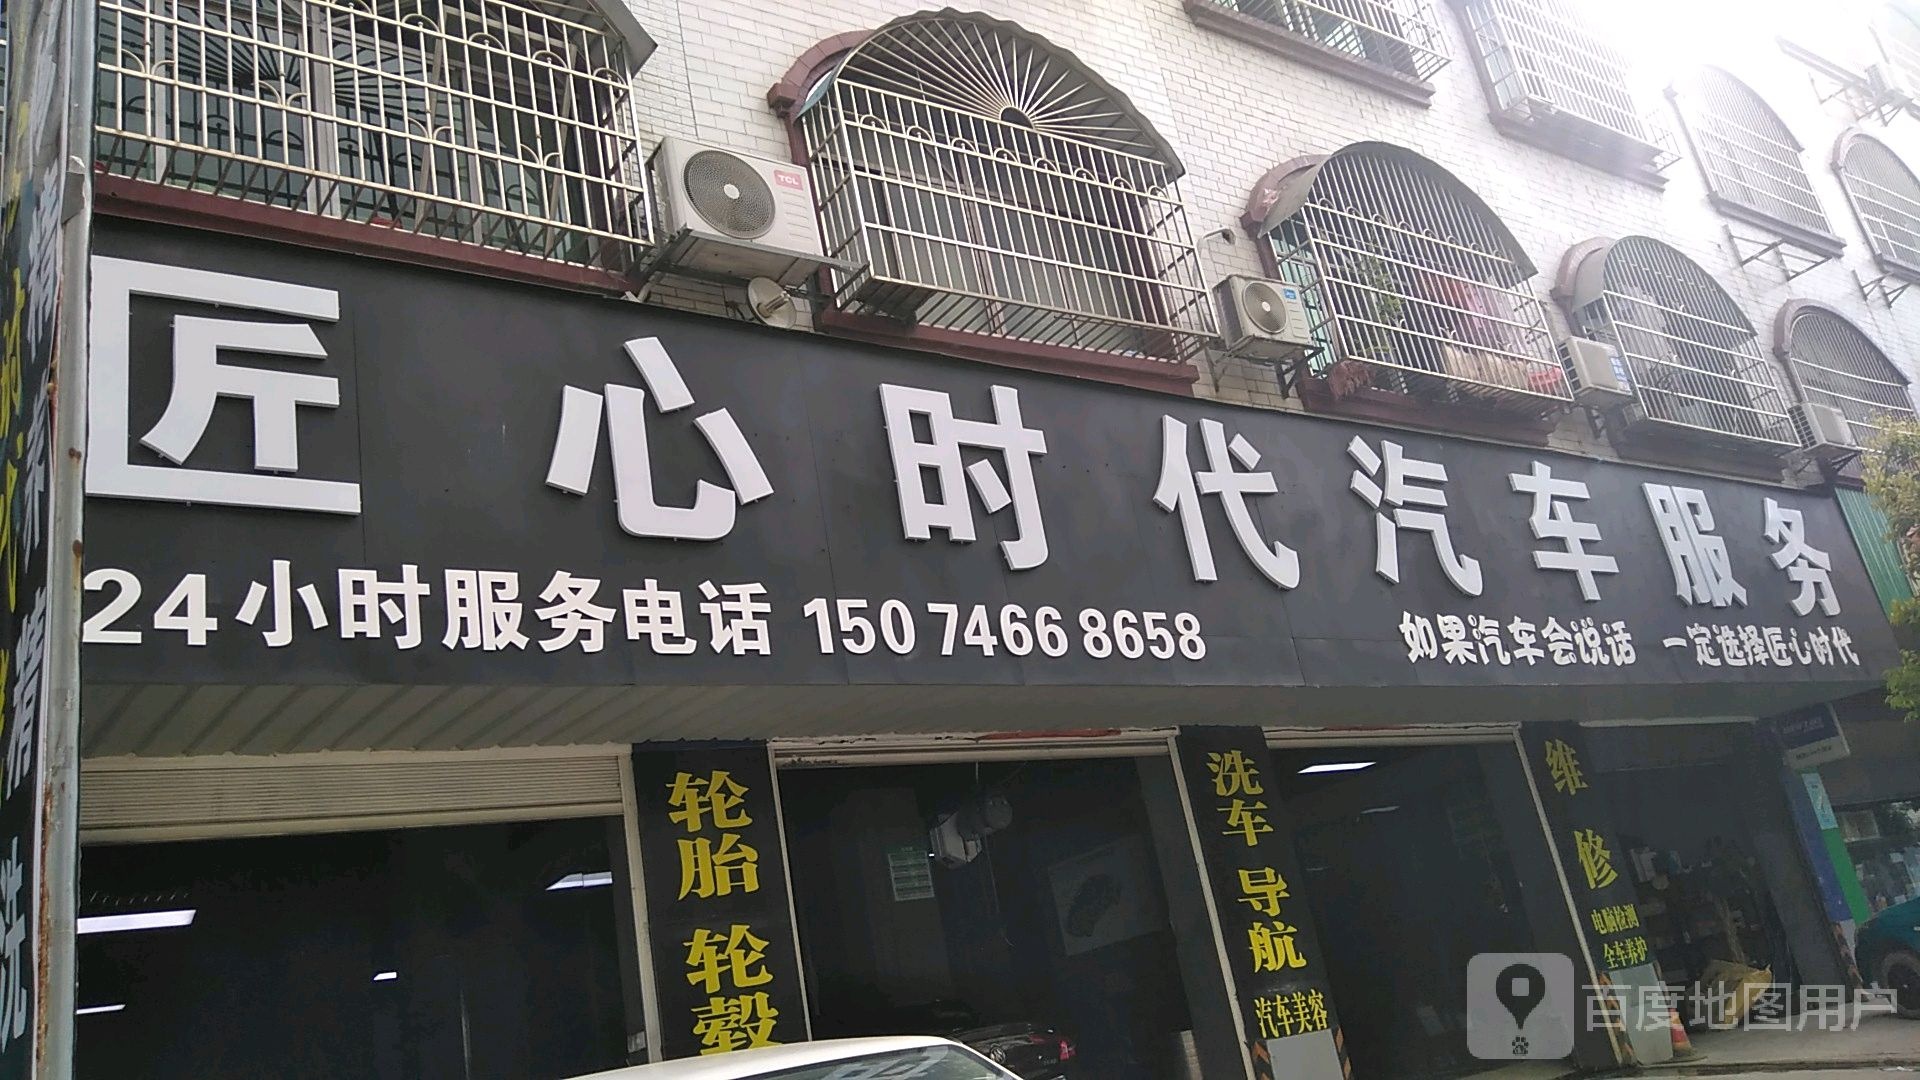 匠心时代汽车服务
24小时服务电话 150 7466 8658
如果汽车会说话 一定选择匠心时代
轮胎 轮毂
洗车 导航
汽车美容
维修
电脑检测
全车养护
TCL
百度地图用户